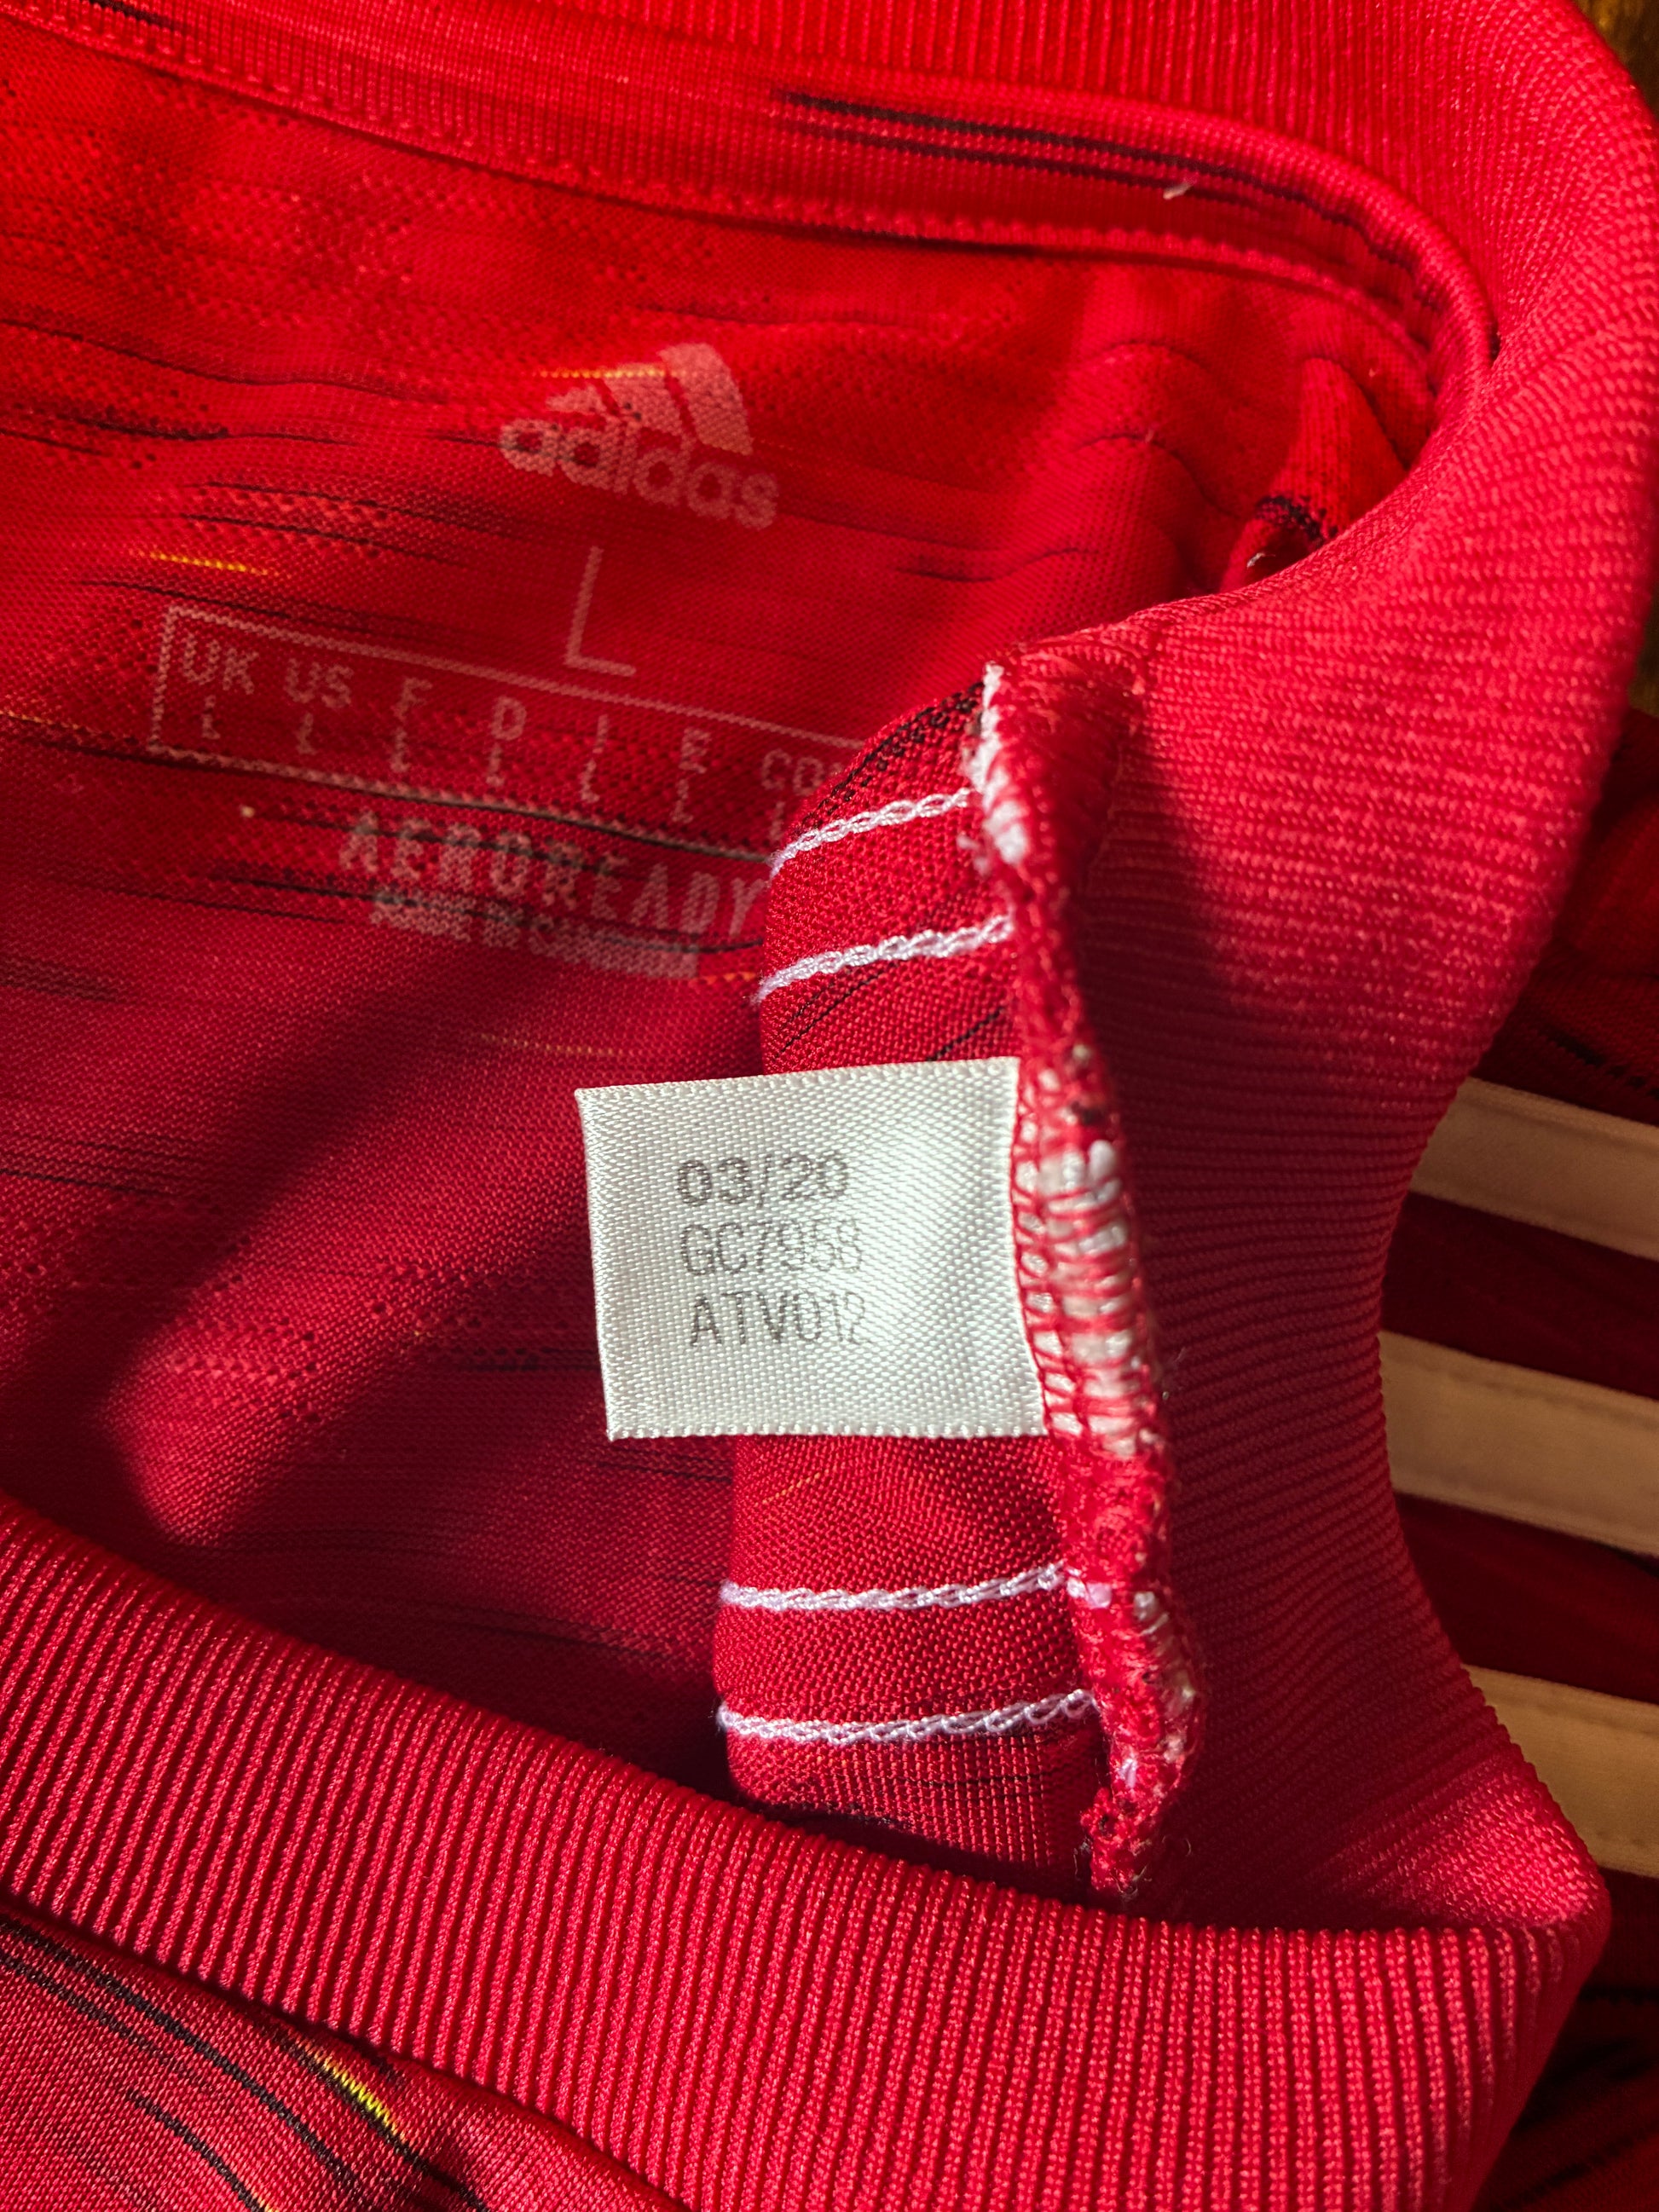 adidas
L
UK US F D I E
L L L L L L L
AEROREADY
03/20
GC7958
ATV012